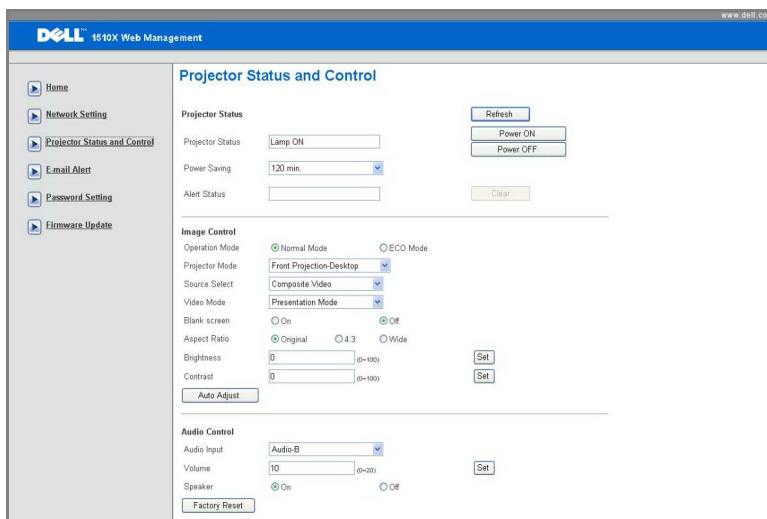 www.dell.co
DELL™ 1510X Web Management
Home
Network Setting
Projector Status and Control
E-mail Alert
Password Setting
Firmware Update
Projector Status and Control
Projector Status
Refresh
Power ON
Projector Status Lamp ON
Power OFF
Power Saving 120 min.
Alert Status
Clear
Image Control
Operation Mode Normal Mode ECO Mode
Projector Mode Front Projection-Desktop
Source Select Composite Video
Video Mode Presentation Mode
Blank screen On Off
Aspect Ratio Original 4:3 Wide
Brightness 0 (0~100) Set
Contrast 0 (0~100) Set
Auto Adjust
Audio Control
Audio Input Audio-B
Volume 10 (0~20) Set
Speaker On Off
Factory Reset